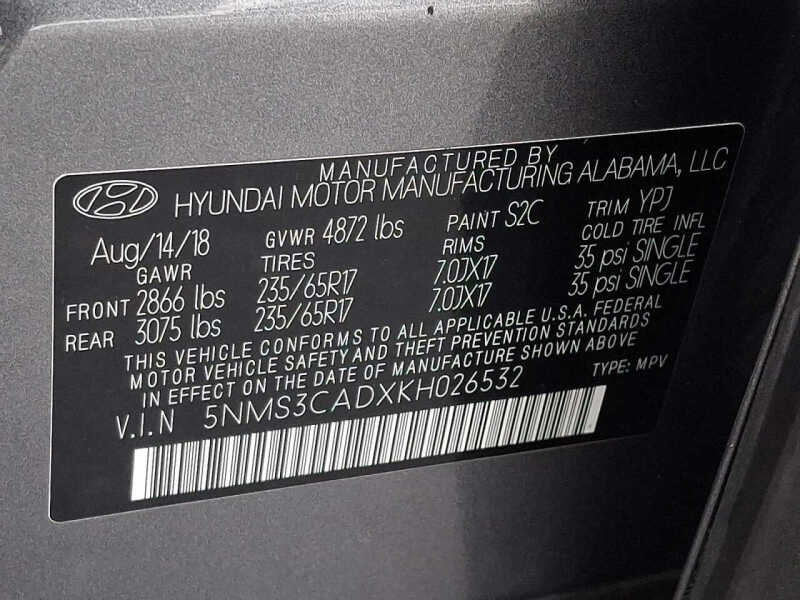 MANUFACTURED BY
HYUNDAI MOTOR MANUFACTURING ALABAMA, LLC
Aug/14/18 GVWR 4872 lbs PAINT S2C TRIM YPJ
GAWR TIRES RIMS COLD TIRE INFL
FRONT 2866 lbs 235/65R17 7.0JX17 35 psi SINGLE
REAR 3075 lbs 235/65R17 7.0JX17 35 psi SINGLE
THIS VEHICLE CONFORMS TO ALL APPLICABLE U.S.A. FEDERAL
MOTOR VEHICLE SAFETY AND THEFT PREVENTION STANDARDS
IN EFFECT ON THE DATE OF MANUFACTURE SHOWN ABOVE
V.I.N 5NMS3CADXKH026532 TYPE: MPV